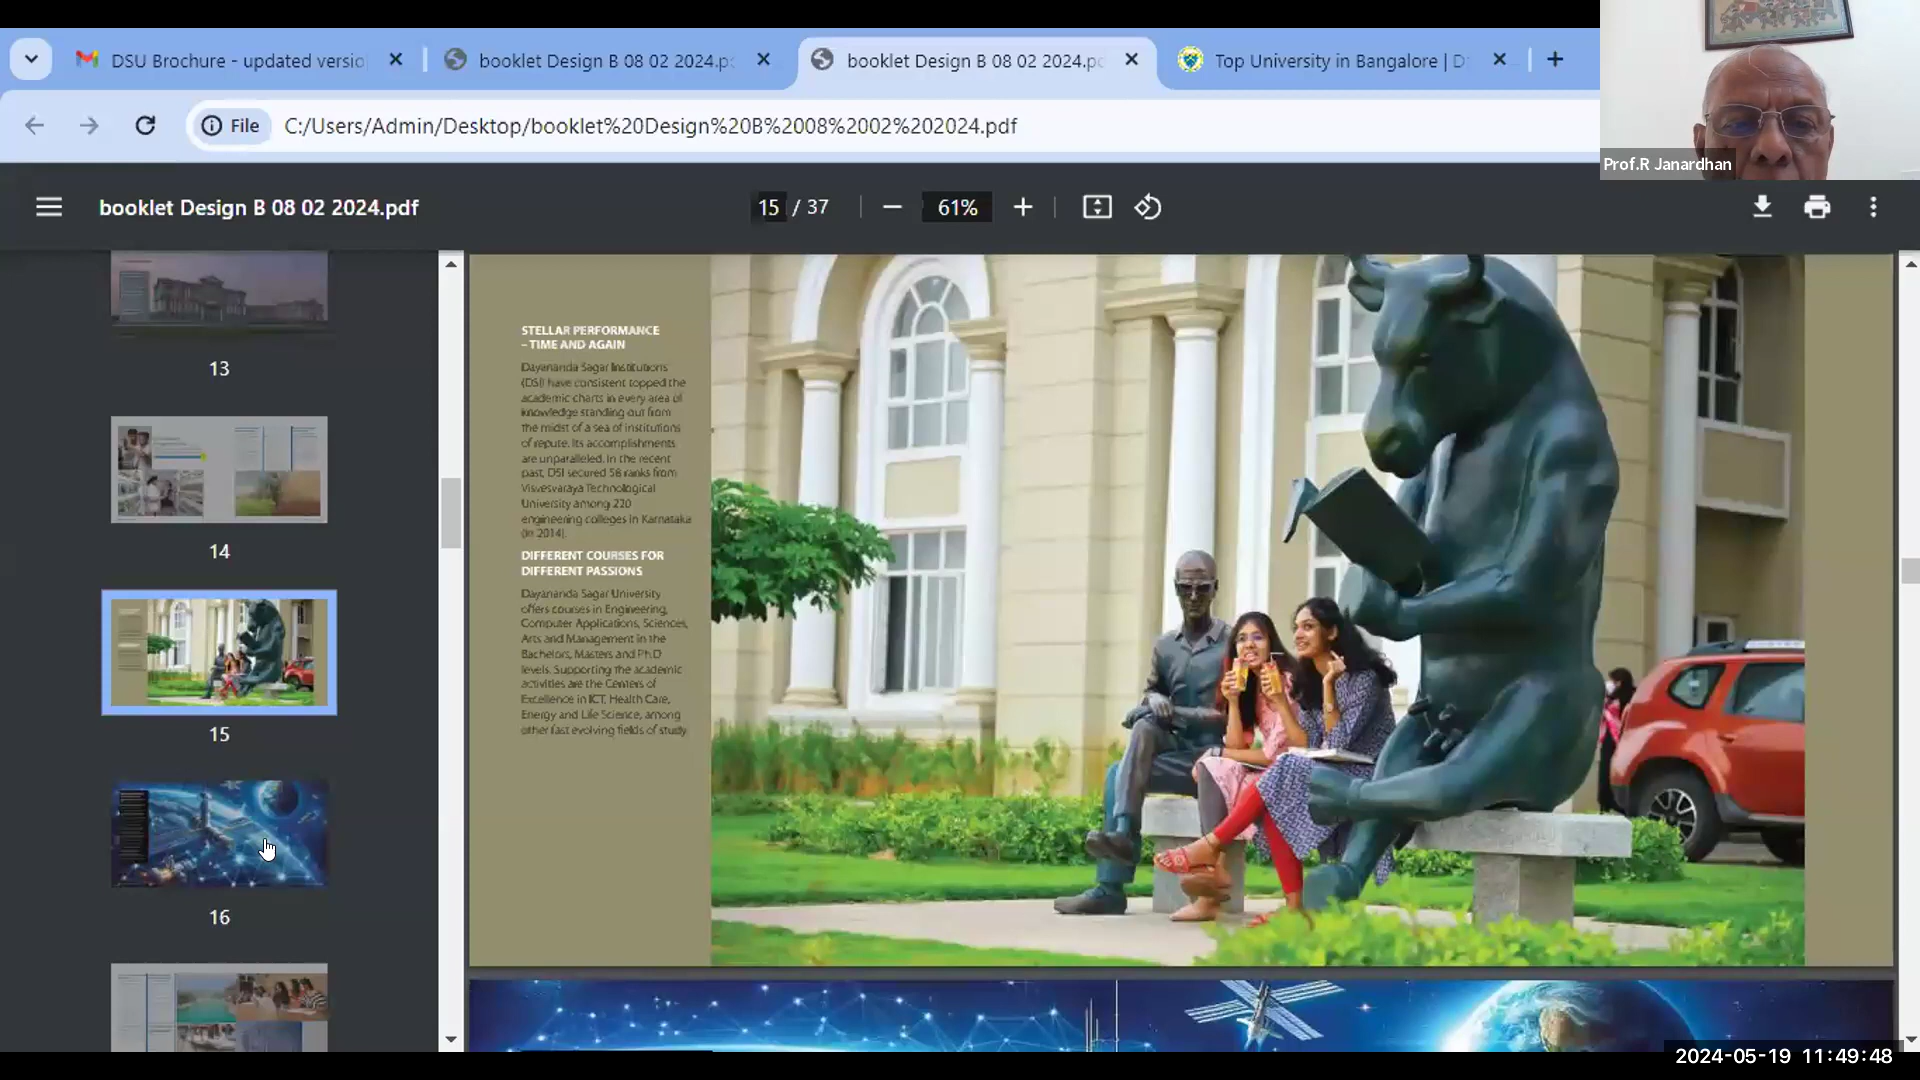 DSU Brochure - updated versio
booklet Design B 08 02 2024.p
booklet Design B 08 02 2024.pd
Top University in Bangalore | D
File
C:/Users/Admin/Desktop/booklet%20Design%20B%2008%2002%202024.pdf
Prof.R Janardhan
booklet Design B 08 02 2024.pdf
15 / 37
61%
13
14
15
16
STELLAR PERFORMANCE
– TIME AND AGAIN
Dayananda Sagar Institutions
(DSI) have consistent topped the
academic charts in every area of
knowledge standing out from
the midst of a sea of institutions
of repute. Its accomplishments
are unparalleled. In the recent
past, DSI secured 58 ranks from
Visvesvaraya Technological
University among 220
engineering colleges in Karnataka
(in 2014).
DIFFERENT COURSES FOR
DIFFERENT PASSIONS
Dayananda Sagar University
offers courses in Engineering,
Computer Applications, Sciences,
Arts and Management in the
Bachelors, Masters and Ph.D
levels. Supporting the academic
activities are the Centers of
Excellence in ICT, Health Care,
Energy and Life Science, among
other fast evolving fields of study.
2024-05-19 11:49:48